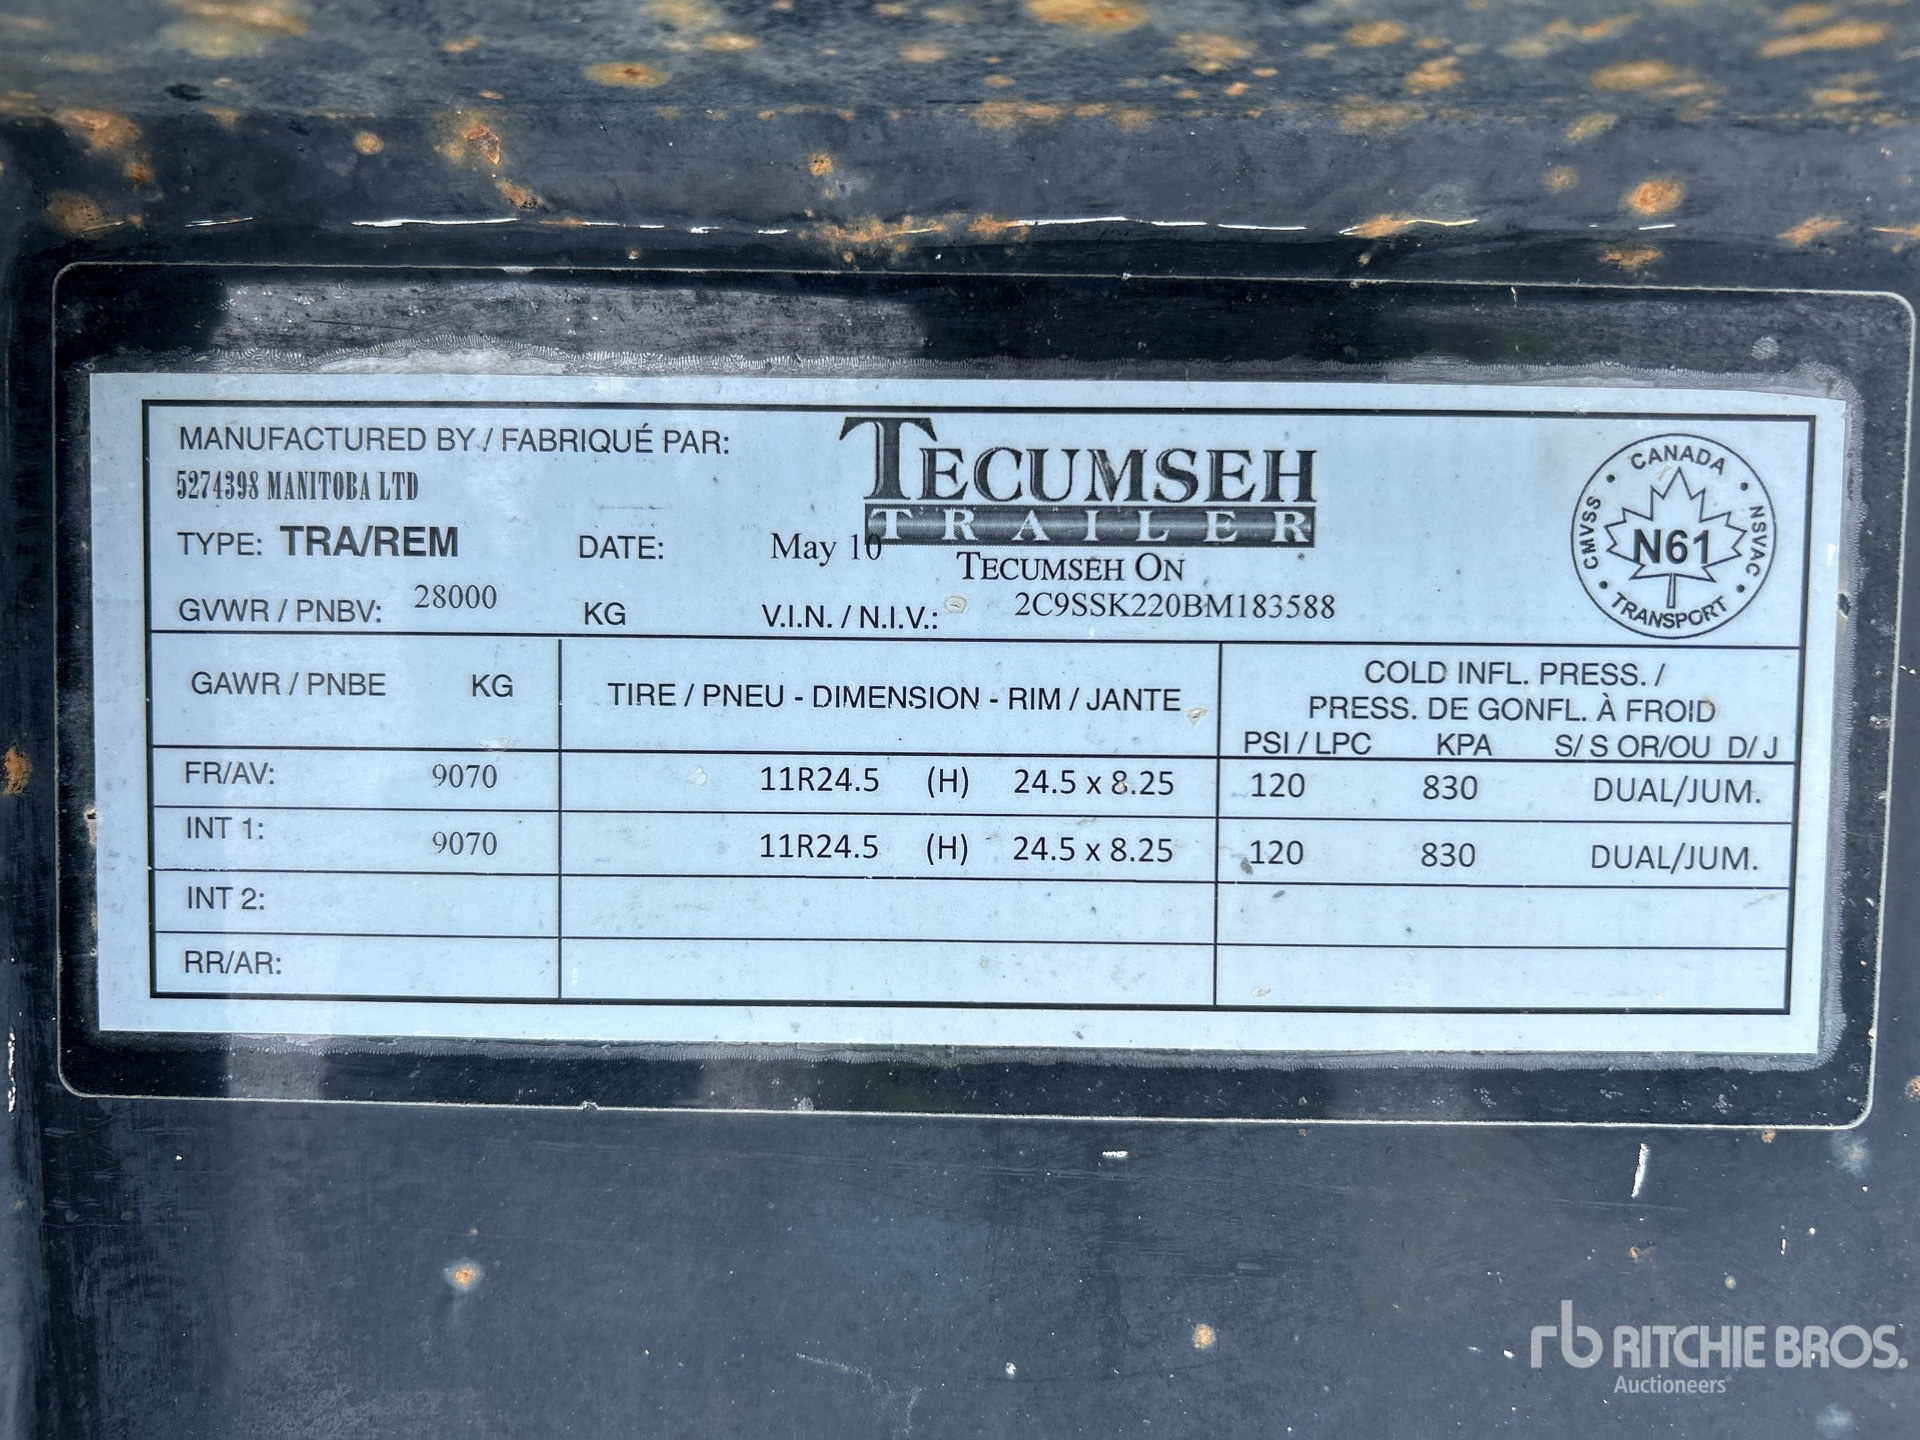 MANUFACTURED BY / FABRIQUÉ PAR:
5274398 MANITOBA LTD
TECUMSEH
TRAILER
TECUMSEH ON
TYPE: TRA/REM DATE: May 10
GVWR / PNBV: 28000 KG V.I.N. / N.I.V.: 2C9SSK220BM183588
CANADA
CMVSS N61 NSVAC
TRANSPORT
GAWR / PNBE KG TIRE / PNEU - DIMENSION - RIM / JANTE
COLD INFL. PRESS. /
PRESS. DE GONFL. À FROID
PSI / LPC KPA S/ S OR/OU D/ J
FR/AV: 9070 11R24.5 (H) 24.5 x 8.25 120 830 DUAL/JUM.
INT 1: 9070 11R24.5 (H) 24.5 x 8.25 120 830 DUAL/JUM.
INT 2:
RR/AR:
rb RITCHIE BROS.
Auctioneers